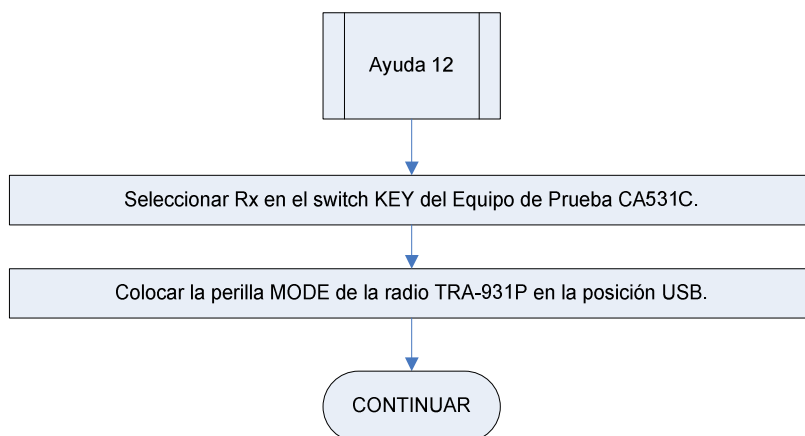 Ayuda 12
Seleccionar Rx en el switch KEY del Equipo de Prueba CA531C.
Colocar la perilla MODE de la radio TRA-931P en la posición USB.
CONTINUAR